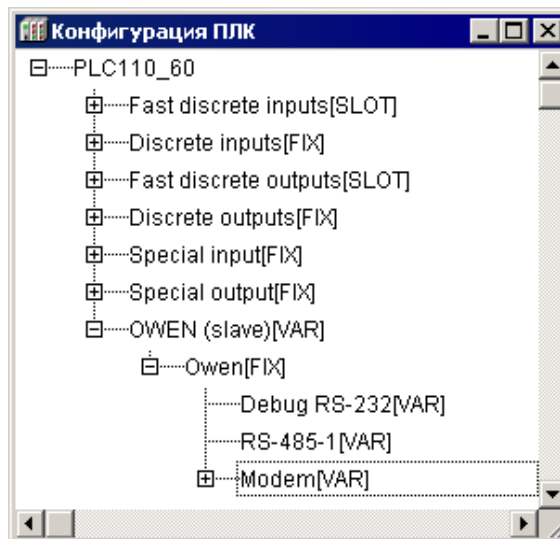 Конфигурация ПЛК
PLC110_60
Fast discrete inputs[SLOT]
Discrete inputs[FIX]
Fast discrete outputs[SLOT]
Discrete outputs[FIX]
Special input[FIX]
Special output[FIX]
OWEN (slave)[VAR]
Owen[FIX]
Debug RS-232[VAR]
RS-485-1[VAR]
Modem[VAR]